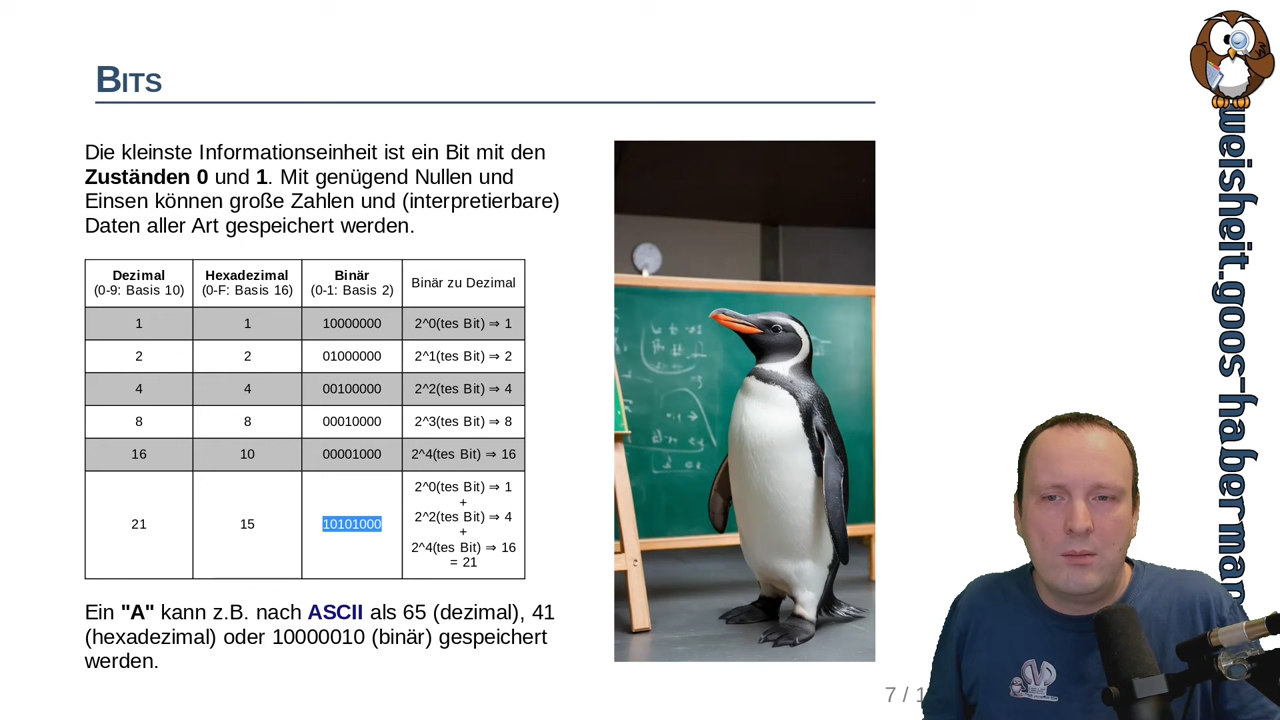 BITS
Die kleinste Informationseinheit ist ein Bit mit den
Zuständen 0 und 1. Mit genügend Nullen und
Einsen können große Zahlen und (interpretierbare)
Daten aller Art gespeichert werden.
Dezimal Hexadezimal Binär Binär zu Dezimal
(0-9: Basis 10) (0-F: Basis 16) (0-1: Basis 2)
1 1 10000000 2^0(tes Bit) ⇒ 1
2 2 01000000 2^1(tes Bit) ⇒ 2
4 4 00100000 2^2(tes Bit) ⇒ 4
8 8 00010000 2^3(tes Bit) ⇒ 8
16 10 00001000 2^4(tes Bit) ⇒ 16
21 15 10101000 2^0(tes Bit) ⇒ 1
+
2^2(tes Bit) ⇒ 4
+
2^4(tes Bit) ⇒ 16
= 21
Ein "A" kann z.B. nach ASCII als 65 (dezimal), 41
(hexadezimal) oder 10000010 (binär) gespeichert
werden.
7 / 1
weisheit.goos-haberman